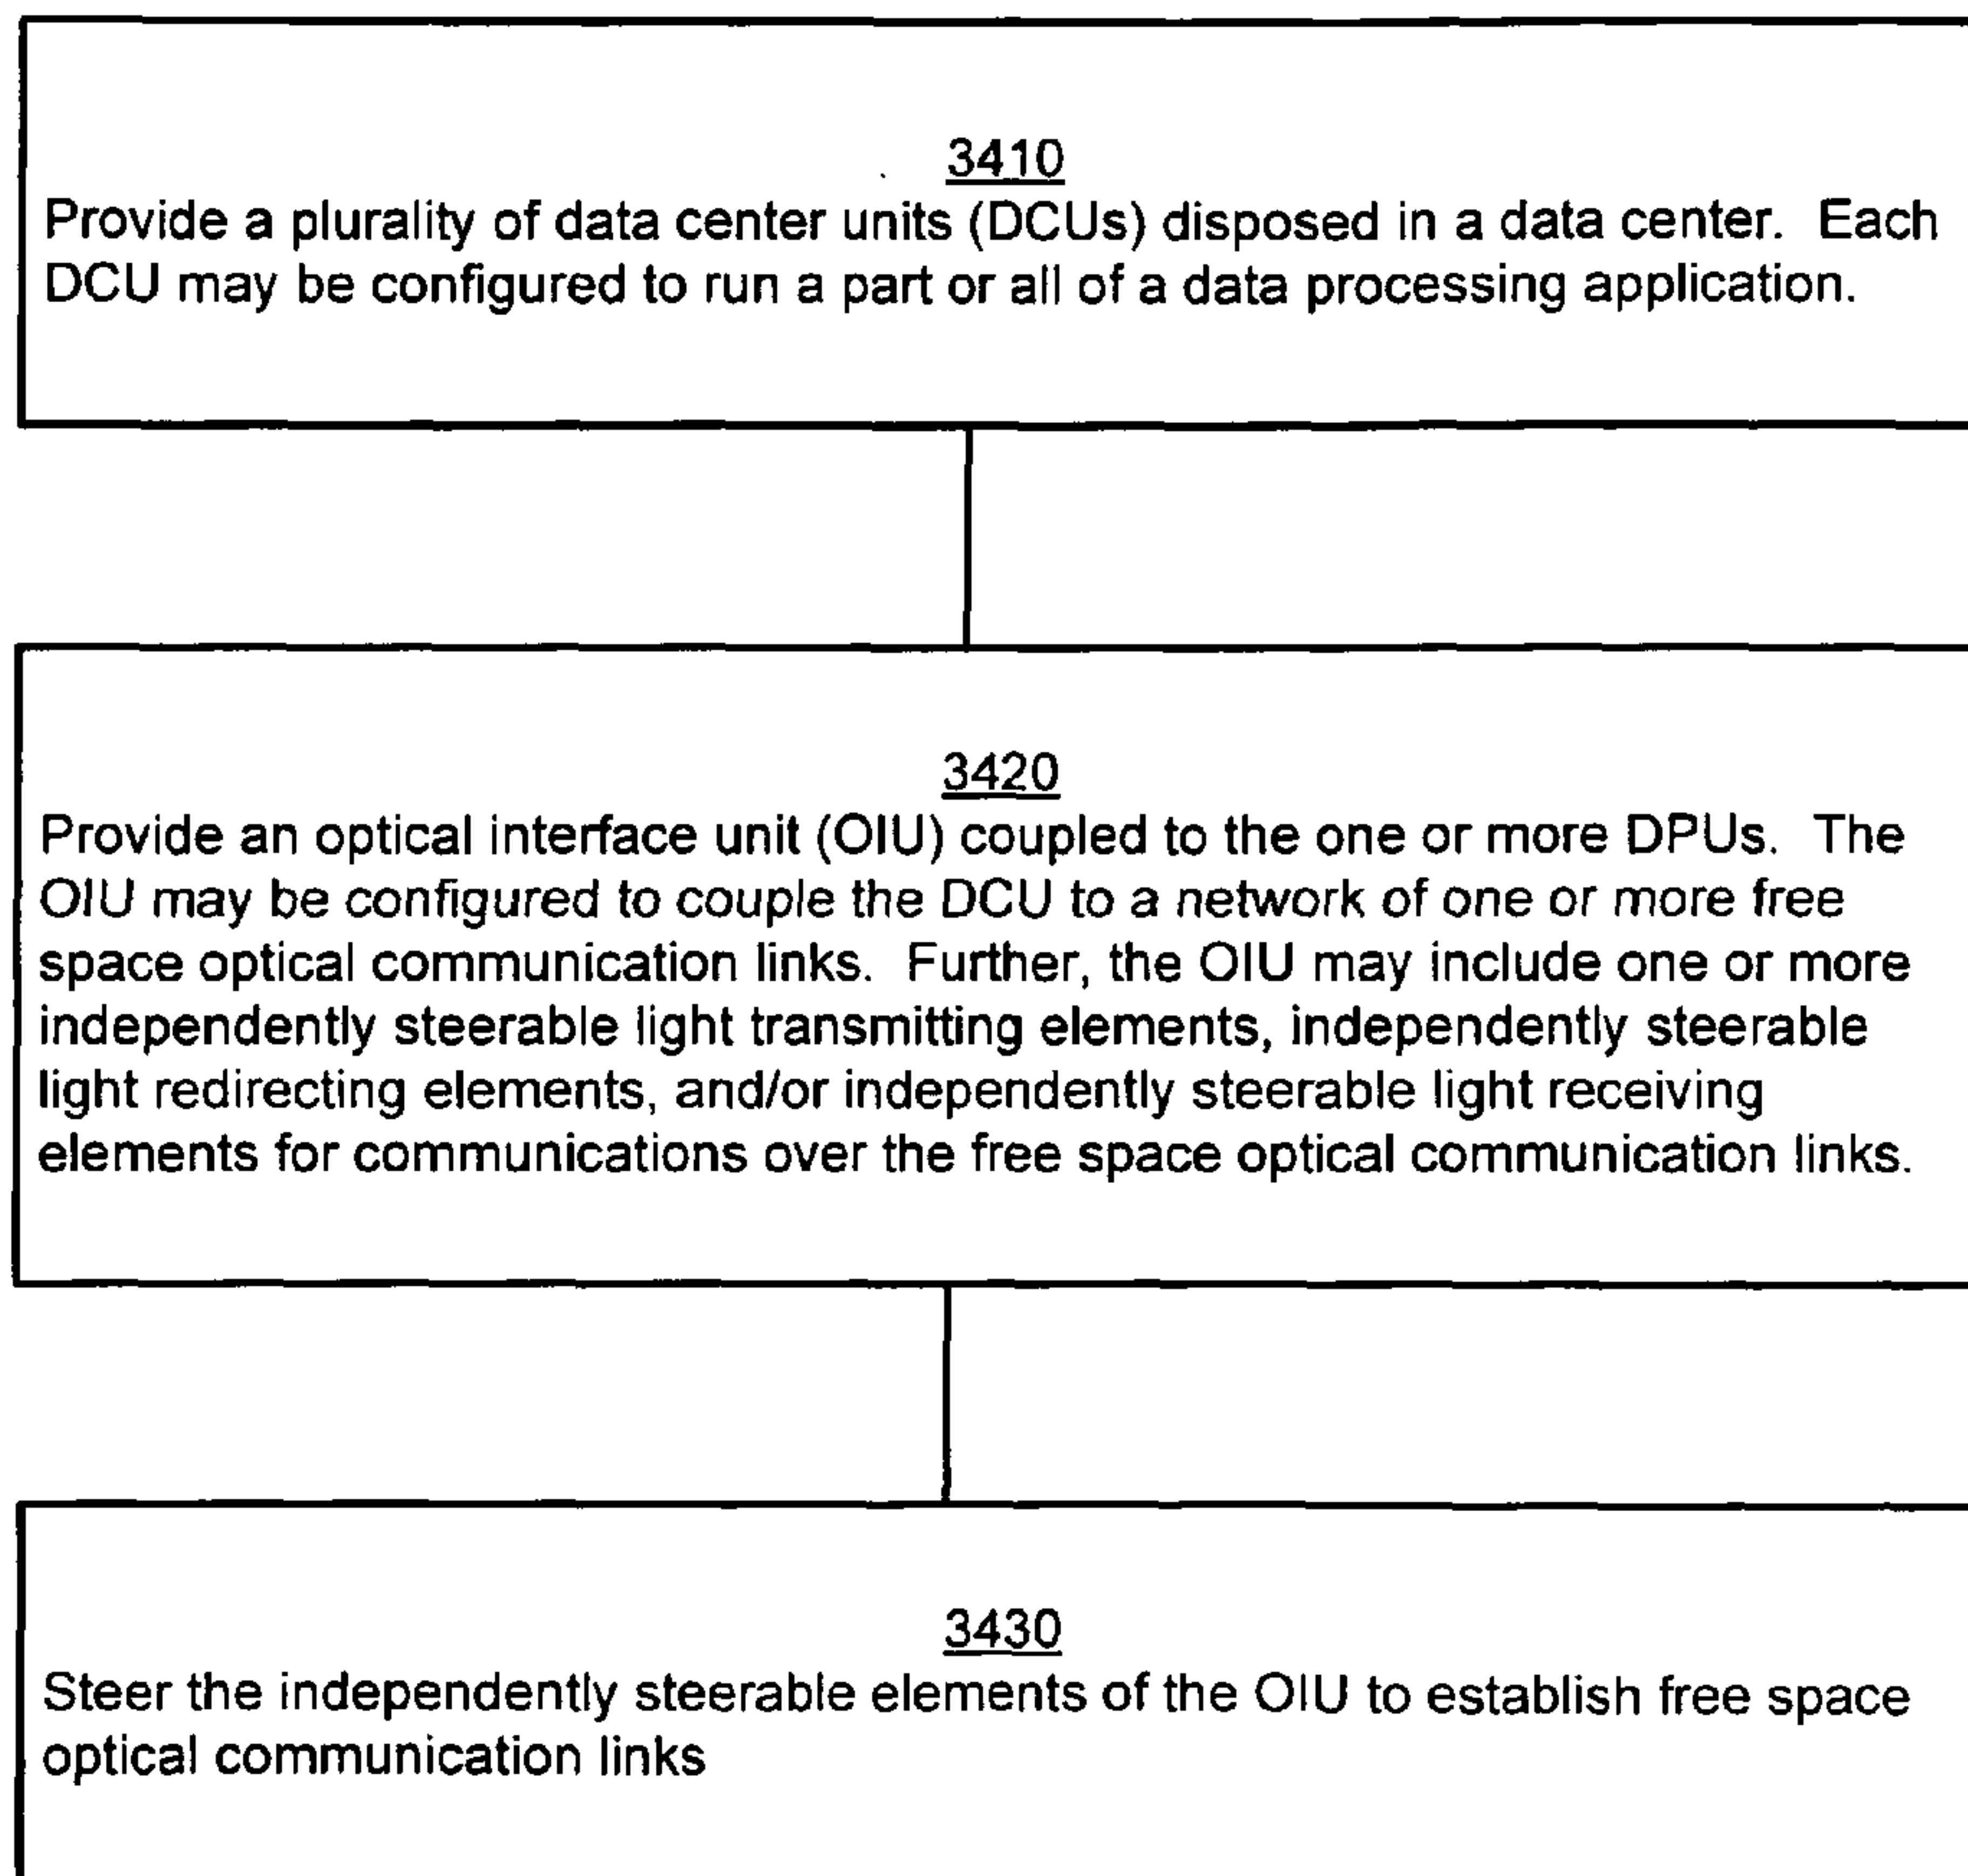 3410
Provide a plurality of data center units (DCUs) disposed in a data center. Each
DCU may be configured to run a part or all of a data processing application.
3420
Provide an optical interface unit (OIU) coupled to the one or more DPUs. The
OIU may be configured to couple the DCU to a network of one or more free
space optical communication links. Further, the OIU may include one or more
independently steerable light transmitting elements, independently steerable
light redirecting elements, and/or independently steerable light receiving
elements for communications over the free space optical communication links.
3430
Steer the independently steerable elements of the OIU to establish free space
optical communication links